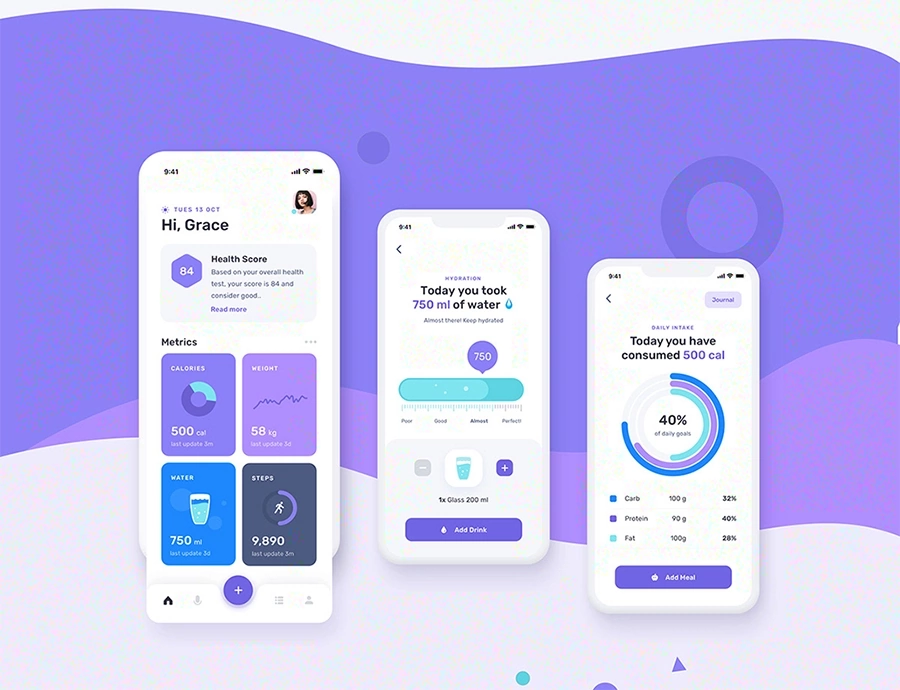 9:41
TUES 13 OCT
Hi, Grace
84
Health Score
Based on your overall health
test, your score is 84 and
consider good..
Read more
Metrics
CALORIES
500 cal
last update 3m
WEIGHT
58 kg
last update 3d
WATER
750 ml
last update 3d
STEPS
9,890
last update 3m
9:41
HYDRATION
Today you took
750 ml of water
Almost there! Keep hydrated
750
Poor Good Almost Perfect!
1x Glass 200 ml
Add Drink
9:41
Journal
DAILY INTAKE
Today you have
consumed 500 cal
40%
of daily goals
Carb 100 g 32%
Protein 90 g 40%
Fat 100g 28%
Add Meal